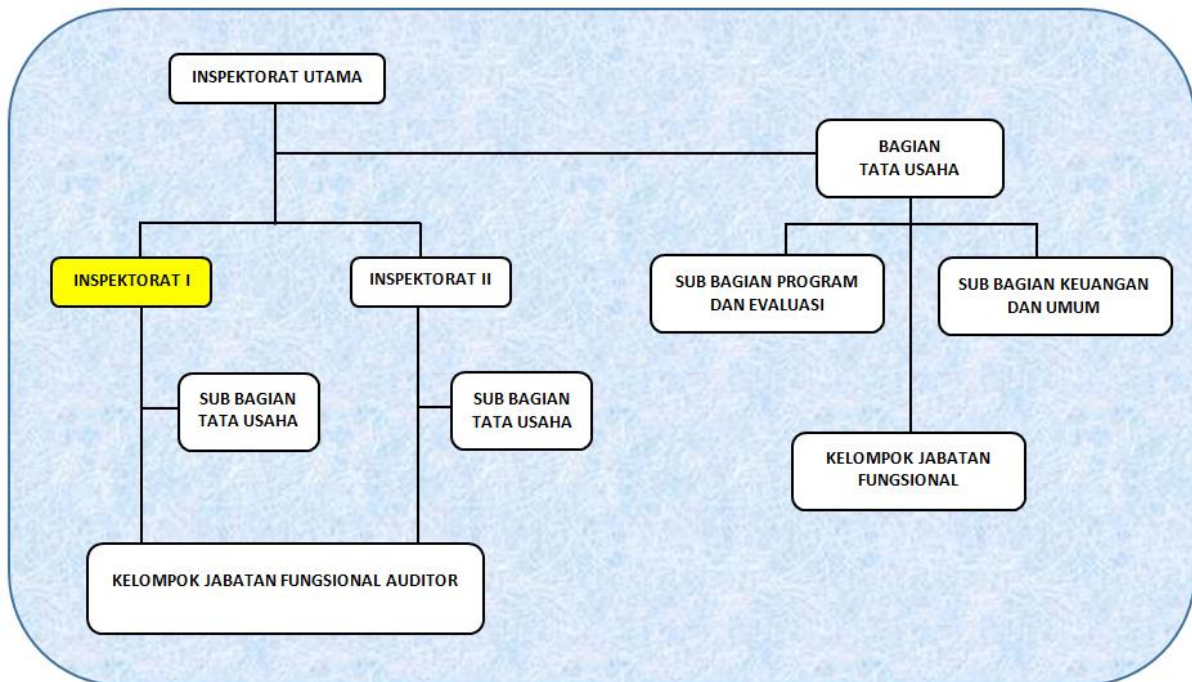 INSPEKTORAT UTAMA
BAGIAN
TATA USAHA
INSPEKTORAT I
INSPEKTORAT II
SUB BAGIAN PROGRAM
DAN EVALUASI
SUB BAGIAN KEUANGAN
DAN UMUM
SUB BAGIAN
TATA USAHA
SUB BAGIAN
TATA USAHA
KELOMPOK JABATAN
FUNGSIONAL
KELOMPOK JABATAN FUNGSIONAL AUDITOR